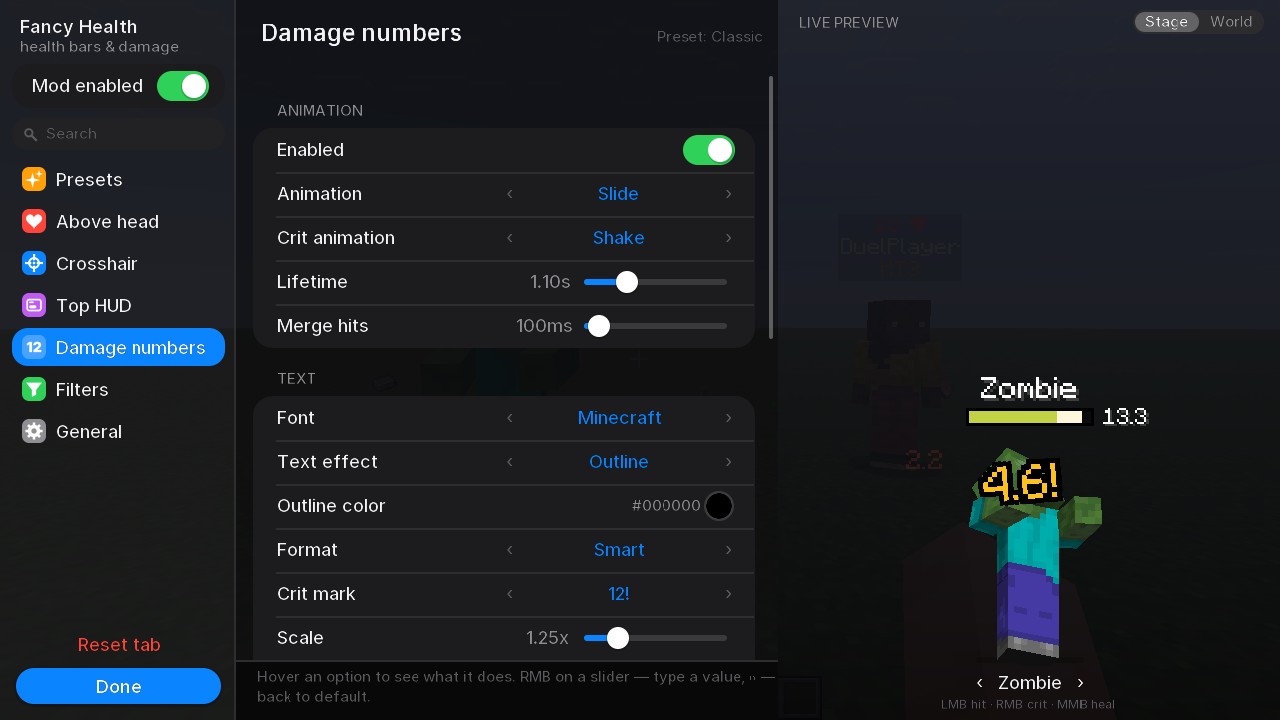 Fancy Health
health bars & damage
Mod enabled
Search
Presets
Above head
Crosshair
Top HUD
12 Damage numbers
Filters
General
Reset tab
Done
Damage numbers
Preset: Classic
ANIMATION
Enabled
Animation ‹ Slide ›
Crit animation ‹ Shake ›
Lifetime 1.10s
Merge hits 100ms
TEXT
Font ‹ Minecraft ›
Text effect ‹ Outline ›
Outline color #000000
Format ‹ Smart ›
Crit mark ‹ 12! ›
Scale 1.25x
Hover an option to see what it does. RMB on a slider — type a value, —
back to default.
LIVE PREVIEW
Stage World
DuelPlayer
2.2
Zombie
13.3
4.6!
‹ Zombie ›
LMB hit · RMB crit · MMB heal